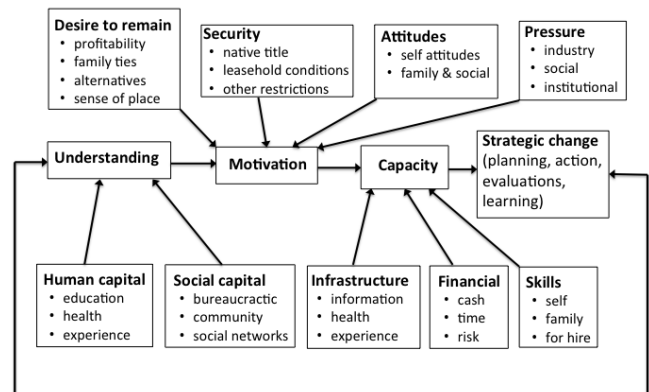 Desire to remain
• profitability
• family ties
• alternatives
• sense of place
Security
• native title
• leasehold conditions
• other restrictions
Attitudes
• self attitudes
• family & social
Pressure
• industry
• social
• institutional
Understanding
Motivation
Capacity
Strategic change
(planning, action,
evaluations,
learning)
Human capital
• education
• health
• experience
Social capital
• bureaucractic
• community
• social networks
Infrastructure
• information
• health
• experience
Financial
• cash
• time
• risk
Skills
• self
• family
• for hire